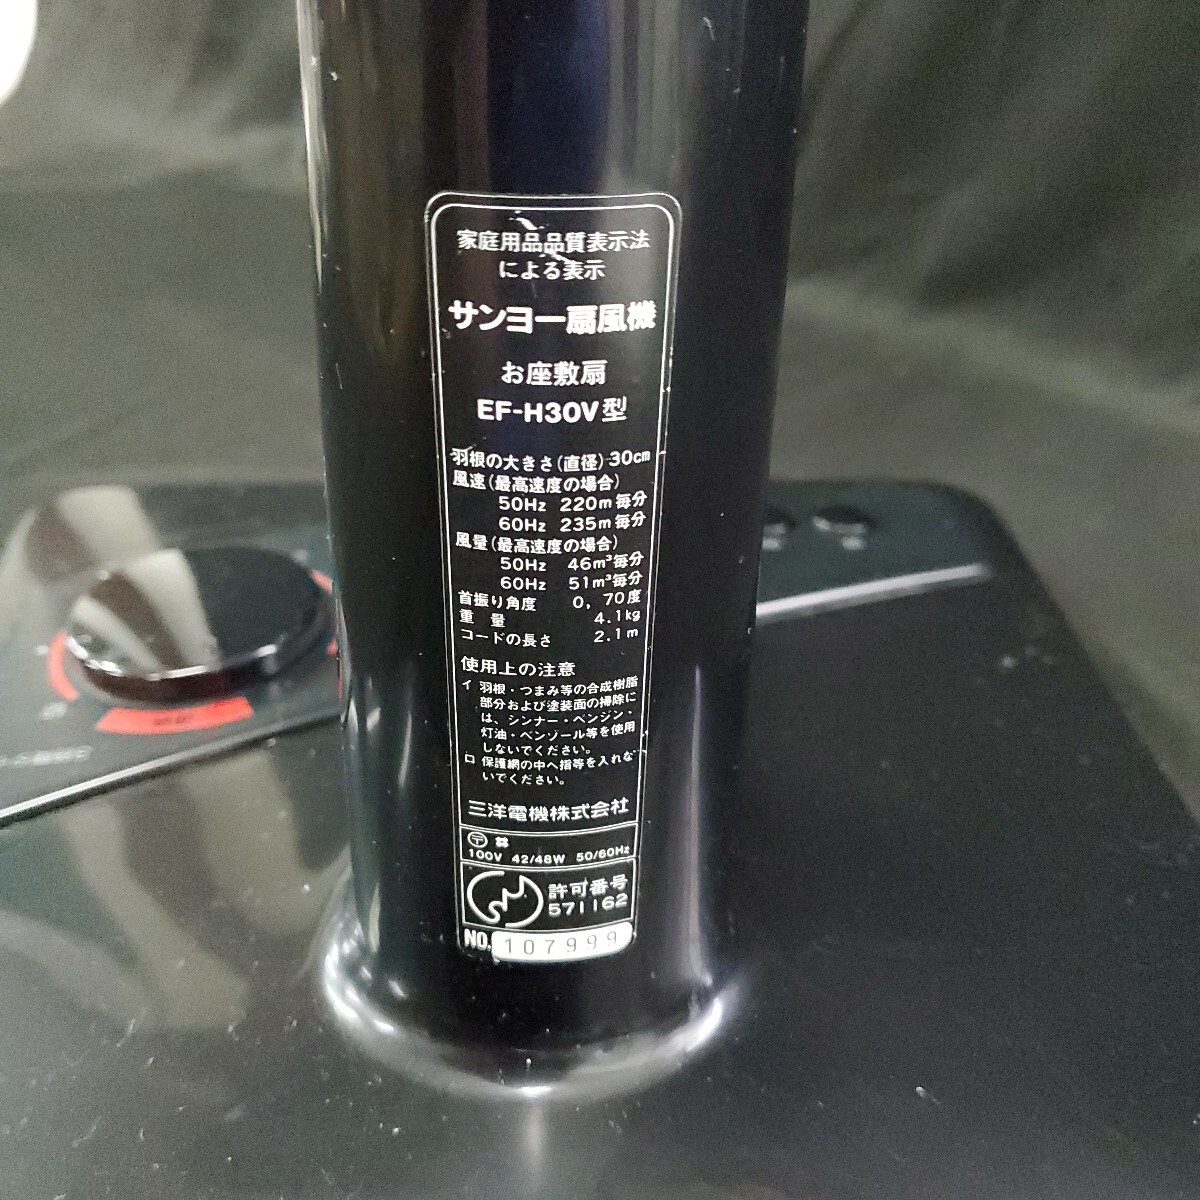 家庭用品品質表示法
による表示
サンヨー扇風機
お座敷扇
EF-H30V型
羽根の大きさ(直径) 30cm
風速(最高速度の場合)
50Hz 220m毎分
60Hz 235m毎分
風量(最高速度の場合)
50Hz 46m³毎分
60Hz 51m³毎分
首振り角度 0, 70度
重量 4.1kg
コードの長さ 2.1m
使用上の注意
イ 羽根・つまみ等の合成樹脂
部分および塗装面の掃除に
は、シンナー・ベンジン・
灯油・ベンゾール等を使用
しないでください。
ロ 保護網の中へ指等を入れな
いでください。
三洋電機株式会社
〒
100V 42/48W 50/60Hz
許可番号
571162
NO. 107999